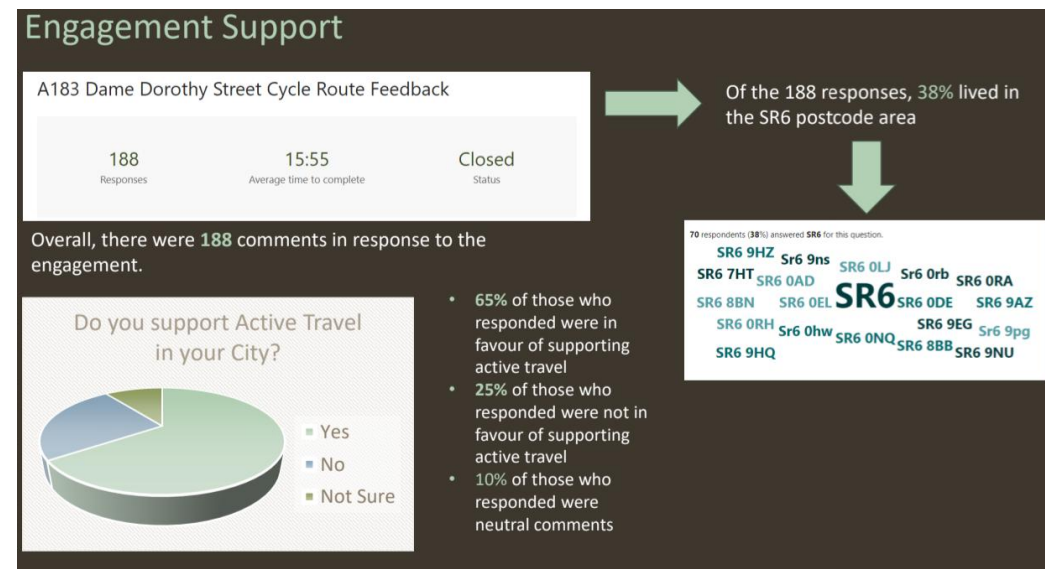 Engagement Support
A183 Dame Dorothy Street Cycle Route Feedback
188
Responses
15:55
Average time to complete
Closed
Status
Of the 188 responses, 38% lived in
the SR6 postcode area
Overall, there were 188 comments in response to the
engagement.
70 respondents (38%) answered SR6 for this question.
SR6 9HZ
Sr6 9ns
SR6 0LJ
Sr6 0rb
SR6 0RA
SR6 7HT
SR6 0AD
SR6 8BN
SR6 0EL
SR6
SR6 0DE
SR6 9AZ
SR6 0RH
Sr6 0hw
SR6 0NQ
SR6 9EG
Sr6 9pg
SR6 8BB
SR6 9HQ
SR6 9NU
Do you support Active Travel
in your City?
Yes
No
Not Sure
• 65% of those who
responded were in
favour of supporting
active travel
• 25% of those who
responded were not in
favour of supporting
active travel
• 10% of those who
responded were
neutral comments